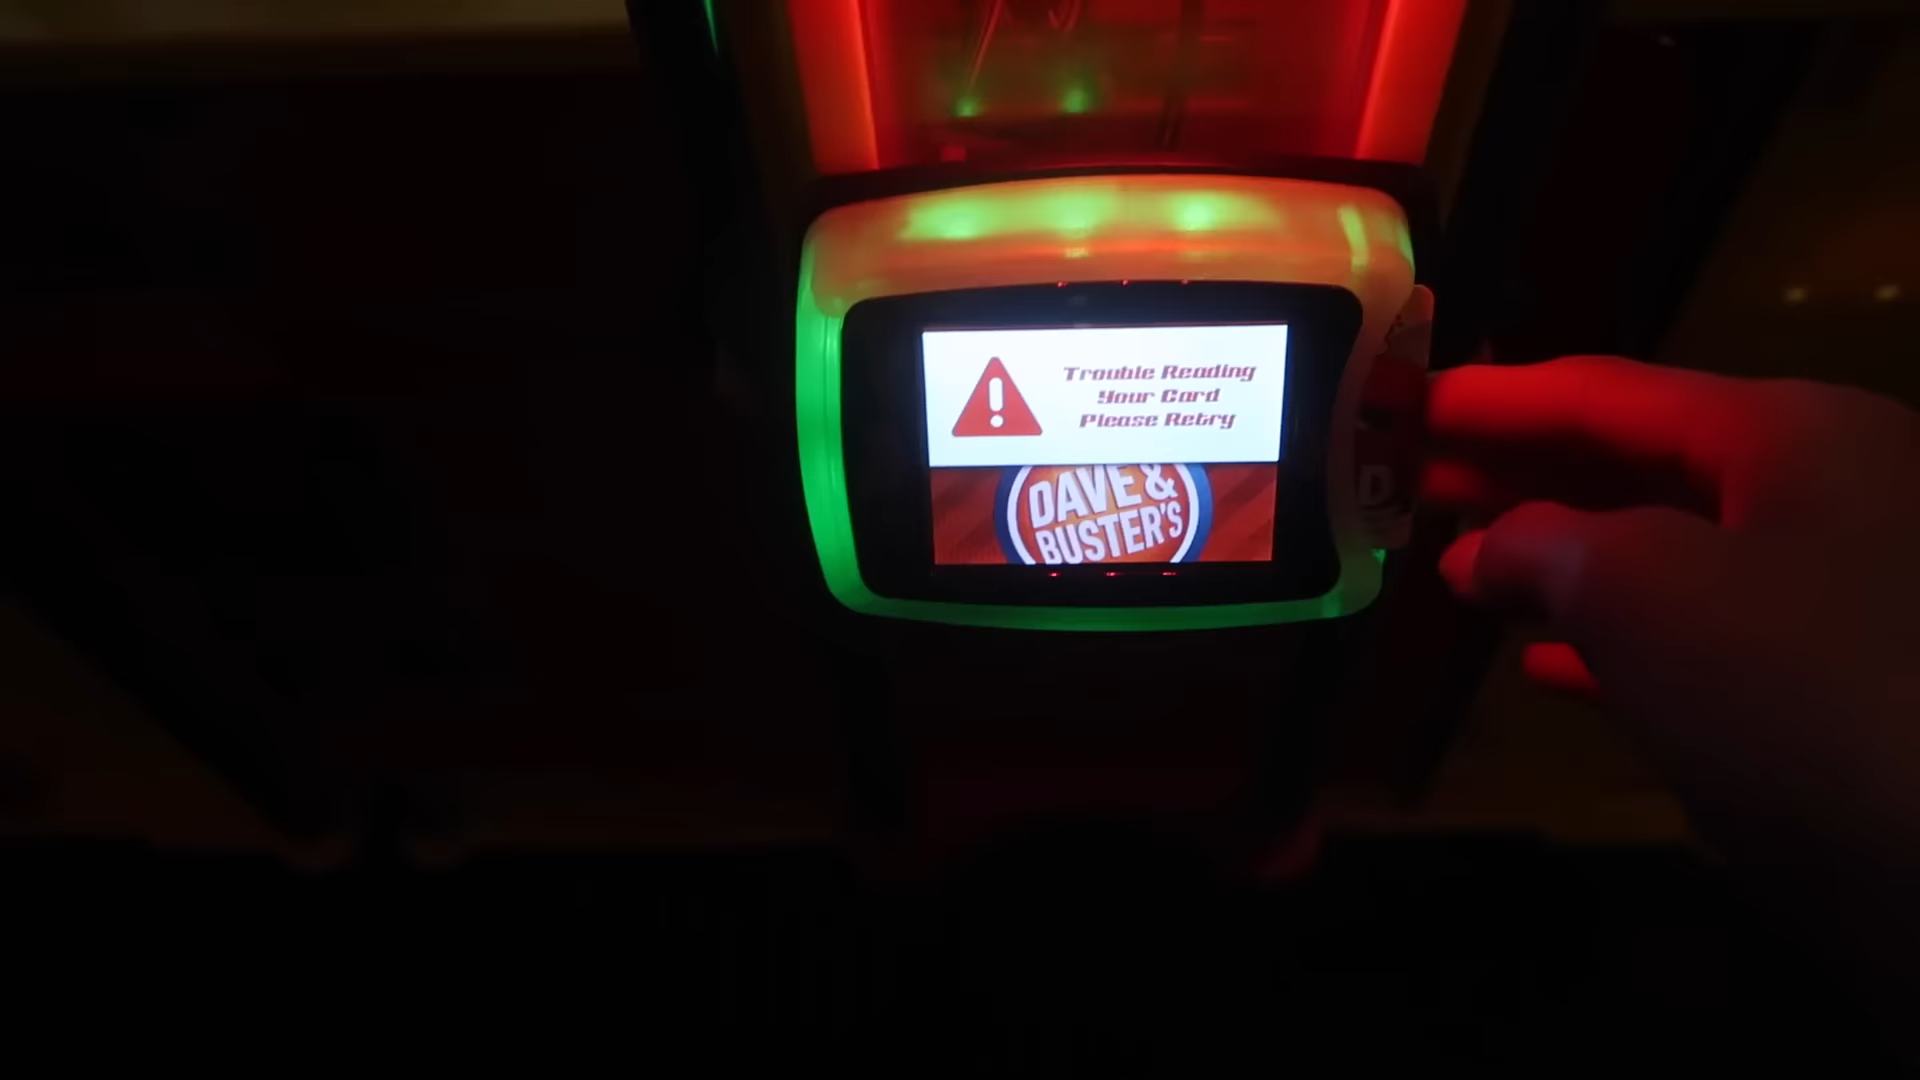 Trouble Reading
Your Card
Please Retry
DAVE &
BUSTER'S
D